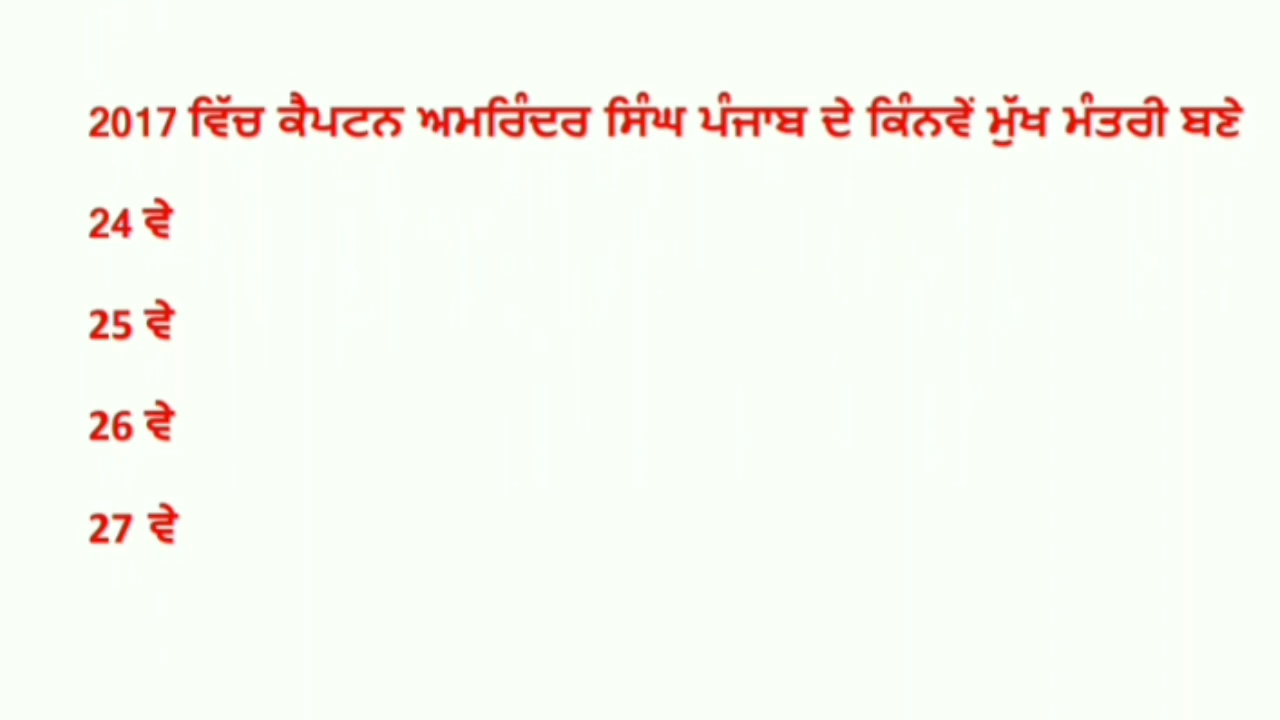 2017 ਵਿੱਚ ਕੈਪਟਨ ਅਮਰਿੰਦਰ ਸਿੰਘ ਪੰਜਾਬ ਦੇ ਕਿੰਨਵੇਂ ਮੁੱਖ ਮੰਤਰੀ ਬਣੇ
24 ਵੇ
25 ਵੇ
26 ਵੇ
27 ਵੇ